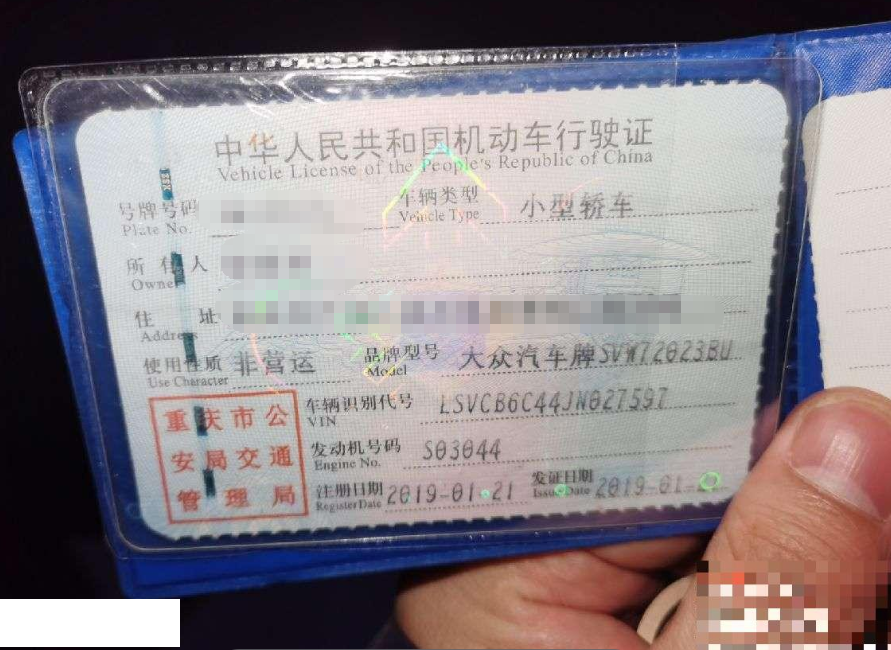 中华人民共和国机动车行驶证
Vehicle License of the People's Republic of China
号牌号码 车辆类型 小型轿车
Plate No. Vehicle Type
所有人
Owner
住址
Address
使用性质 非营运 品牌型号 大众汽车牌SVW72023BU
Use Character Model
重庆市公安局交通管理局
车辆识别代号 LSVCB6C44JN027597
VIN
发动机号码 S03044
Engine No.
注册日期 2019-01-21 发证日期 2019-01-
Register Date Issue Date